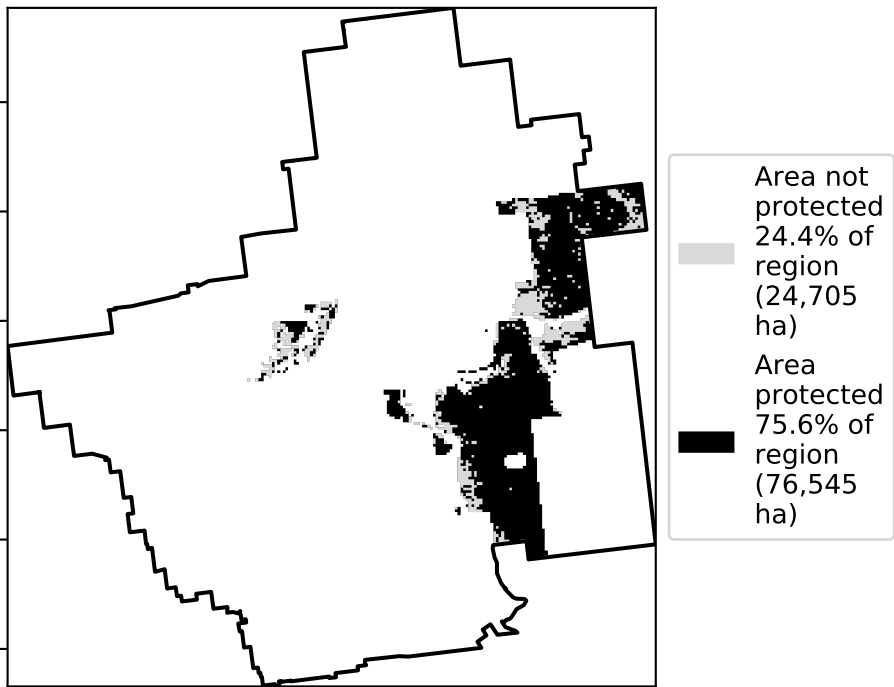 Area not
protected
24.4% of
region
(24,705
ha)
Area
protected
75.6% of
region
(76,545
ha)